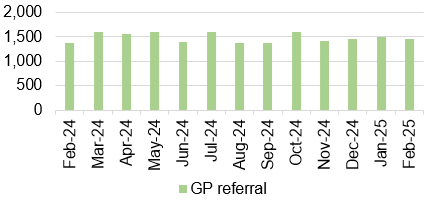 2,000
1,500
1,000
500
0
Feb-24
Mar-24
Apr-24
May-24
Jun-24
Jul-24
Aug-24
Sep-24
Oct-24
Nov-24
Dec-24
Jan-25
Feb-25
GP referral